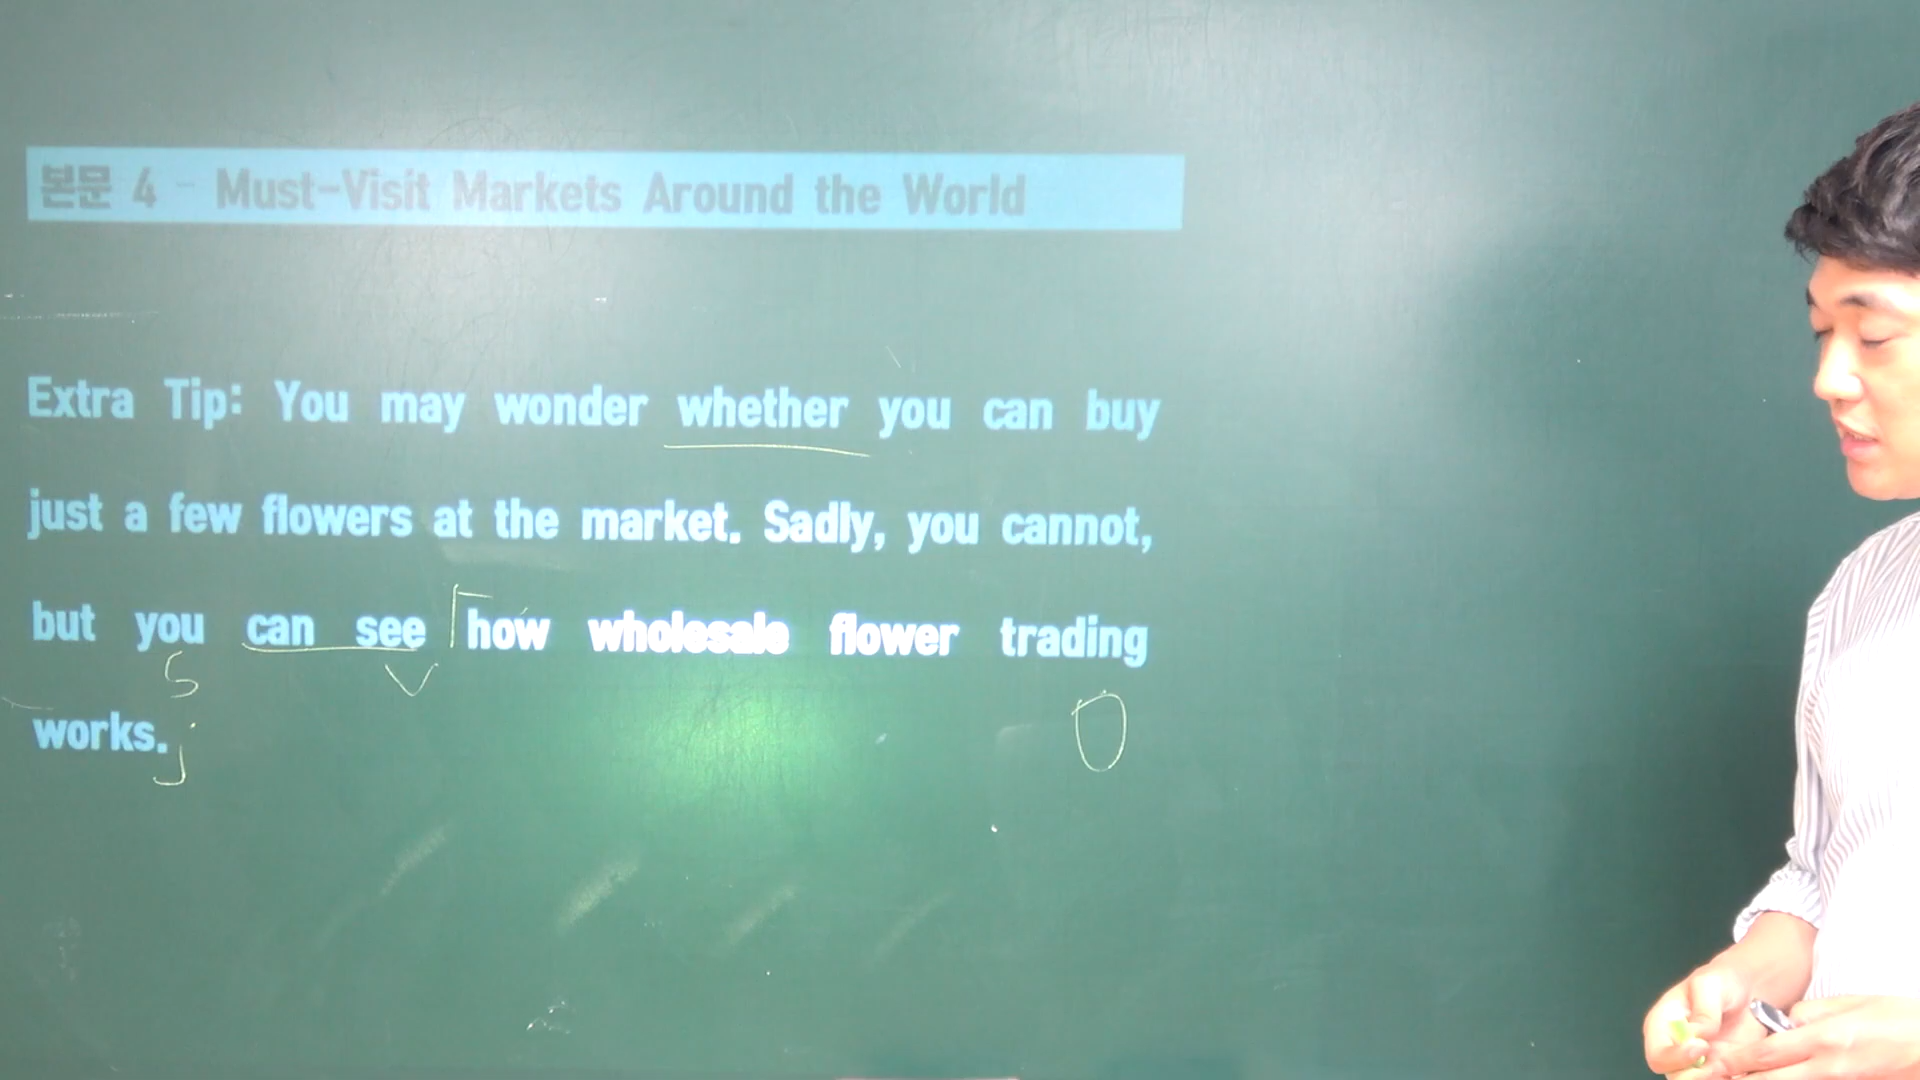 본문 4 - Must-Visit Markets Around the World
Extra Tip: You may wonder whether you can buy
just a few flowers at the market. Sadly, you cannot,
but you can see how wholesale flower trading
S V O
works.